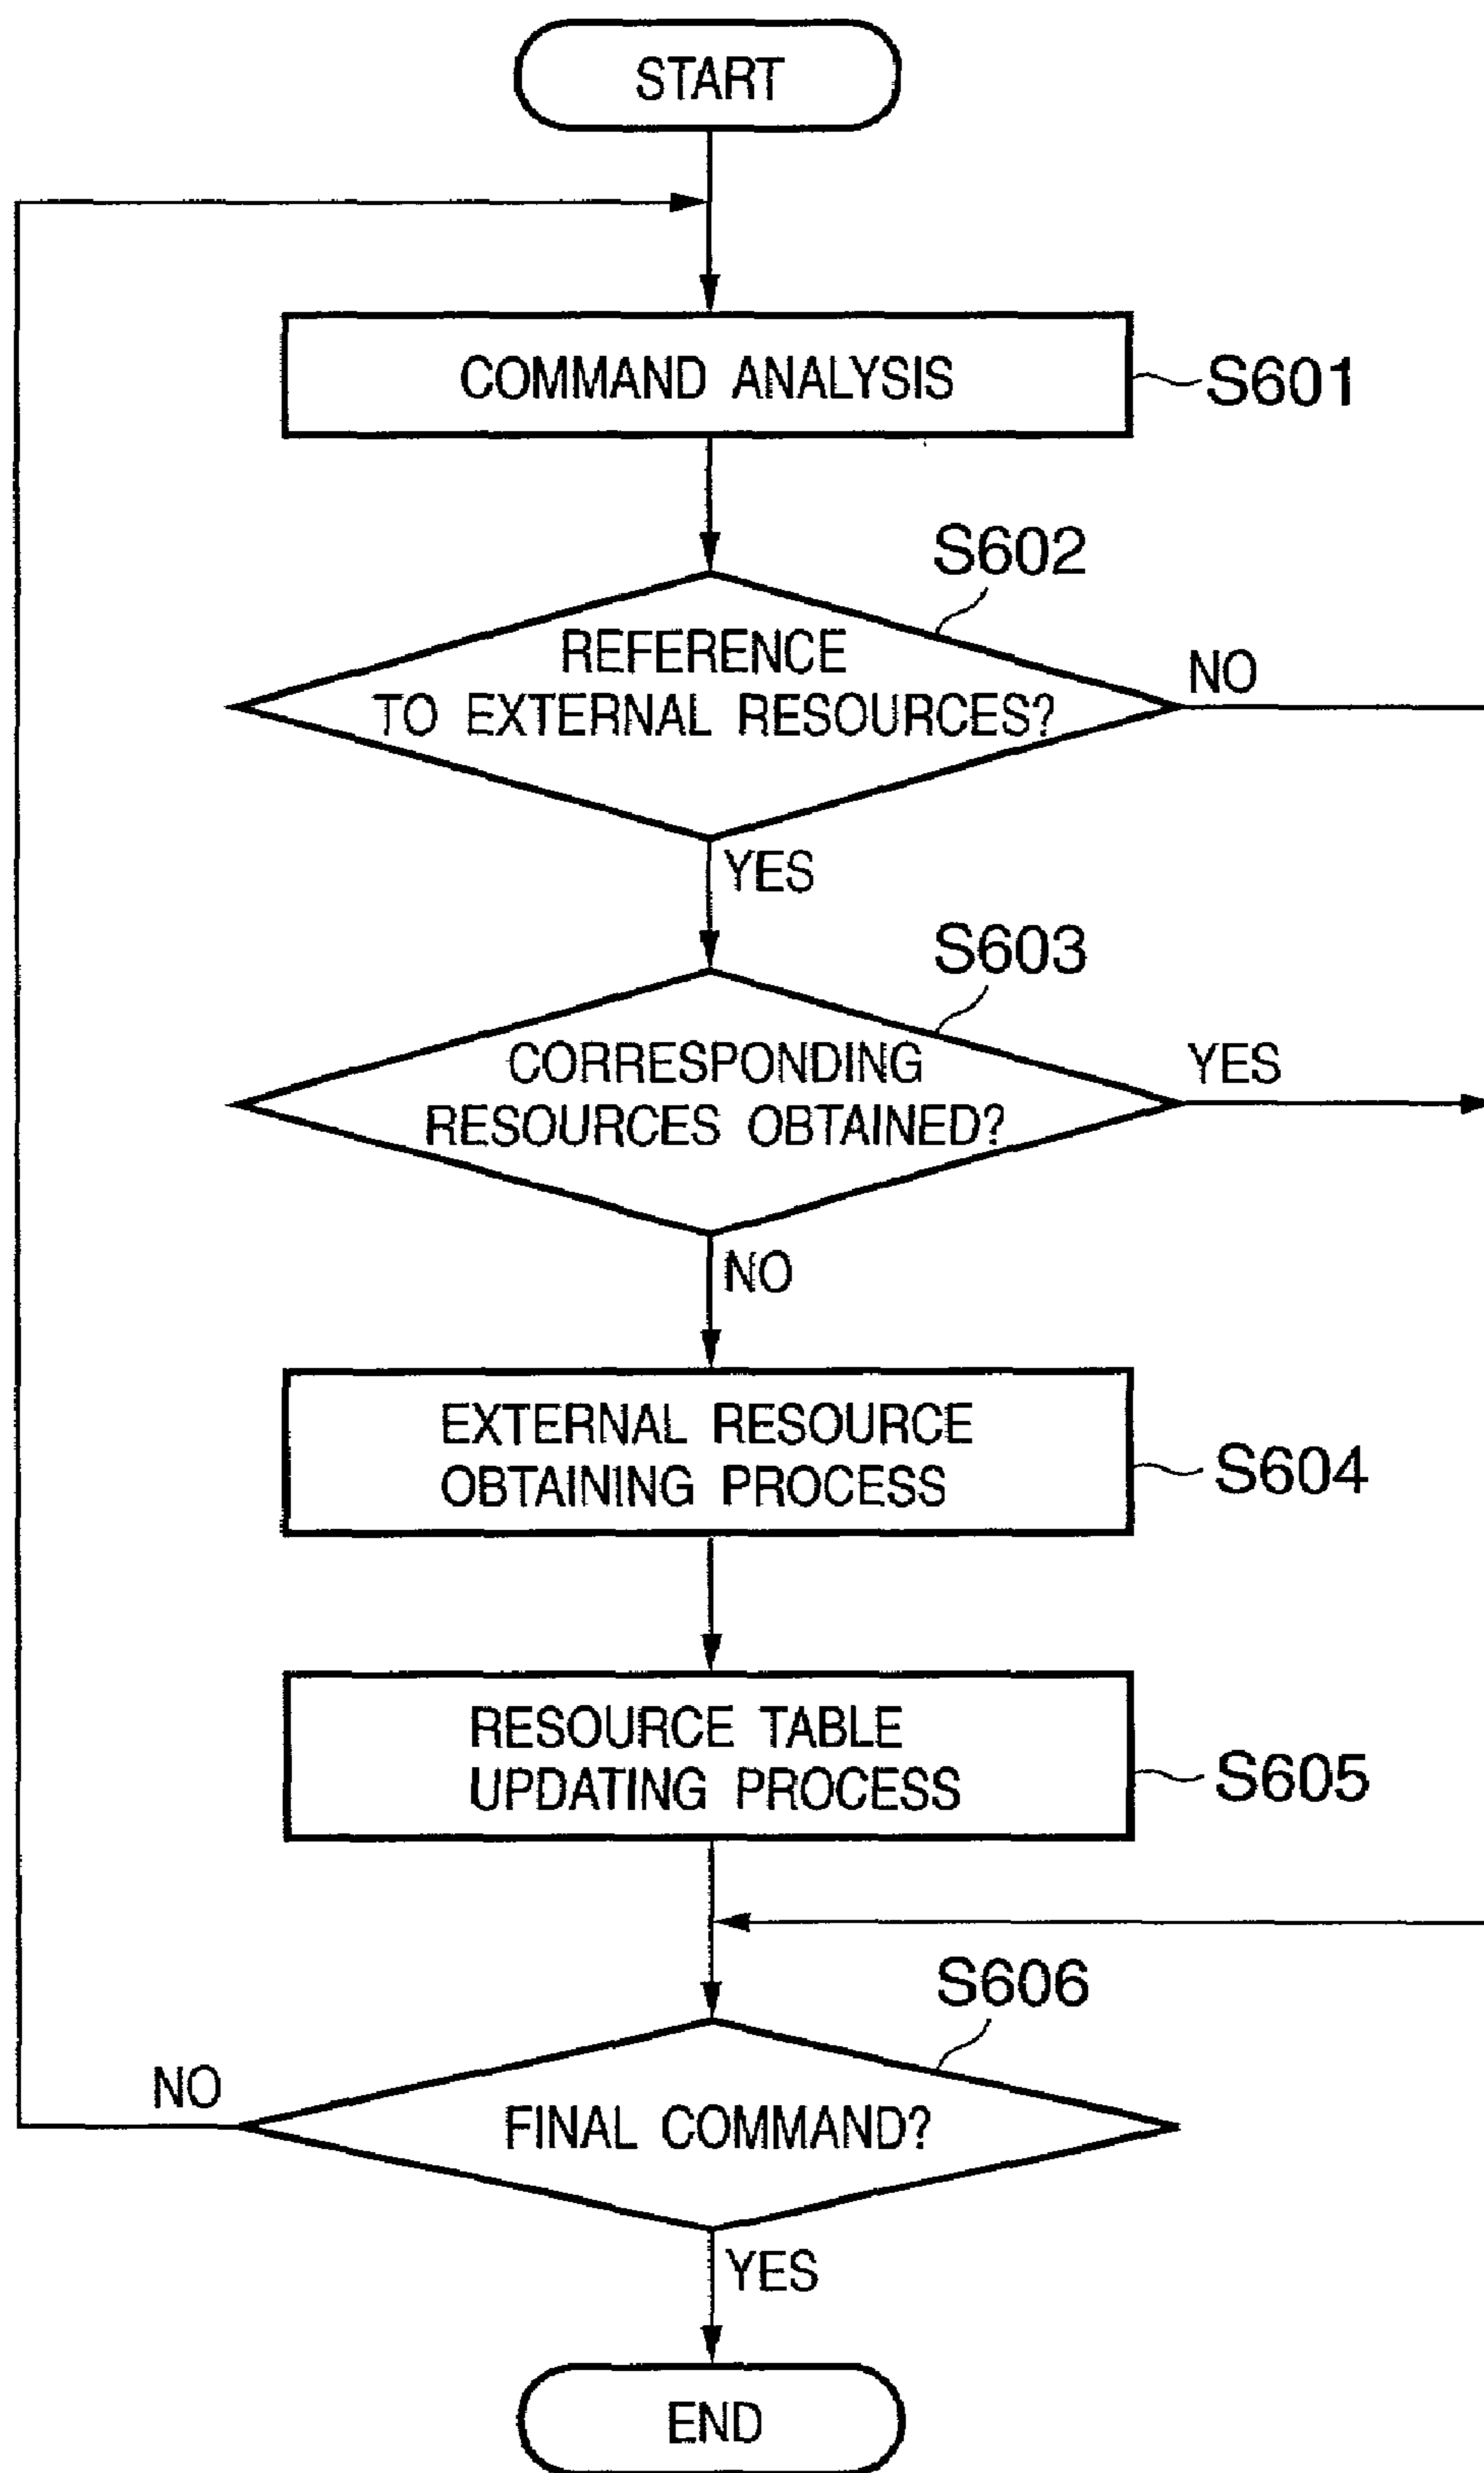 START
COMMAND ANALYSIS
S601
S602
REFERENCE
TO EXTERNAL RESOURCES?
NO
YES
S603
CORRESPONDING
RESOURCES OBTAINED?
YES
NO
EXTERNAL RESOURCE
OBTAINING PROCESS
S604
RESOURCE TABLE
UPDATING PROCESS
S605
S606
NO
FINAL COMMAND?
YES
END